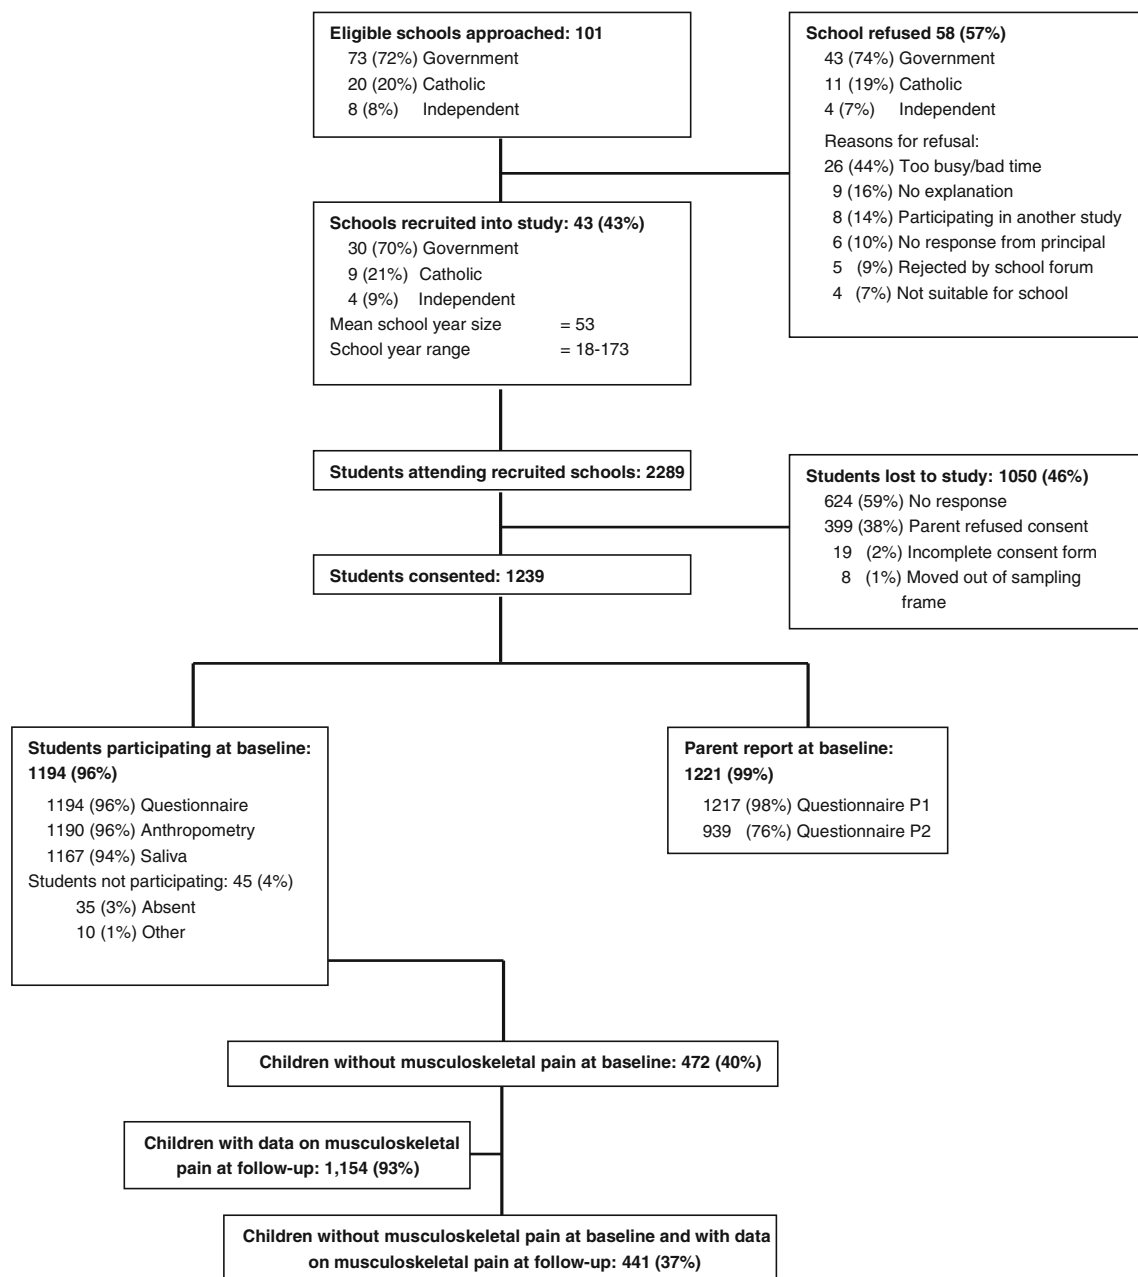 Eligible schools approached: 101
73 (72%) Government
20 (20%) Catholic
8 (8%) Independent
School refused 58 (57%)
43 (74%) Government
11 (19%) Catholic
4 (7%) Independent
Reasons for refusal:
26 (44%) Too busy/bad time
9 (16%) No explanation
8 (14%) Participating in another study
6 (10%) No response from principal
5 (9%) Rejected by school forum
4 (7%) Not suitable for school
Schools recruited into study: 43 (43%)
30 (70%) Government
9 (21%) Catholic
4 (9%) Independent
Mean school year size = 53
School year range = 18-173
Students attending recruited schools: 2289
Students lost to study: 1050 (46%)
624 (59%) No response
399 (38%) Parent refused consent
19 (2%) Incomplete consent form
8 (1%) Moved out of sampling
frame
Students consented: 1239
Students participating at baseline:
1194 (96%)
1194 (96%) Questionnaire
1190 (96%) Anthropometry
1167 (94%) Saliva
Students not participating: 45 (4%)
35 (3%) Absent
10 (1%) Other
Parent report at baseline:
1221 (99%)
1217 (98%) Questionnaire P1
939 (76%) Questionnaire P2
Children without musculoskeletal pain at baseline: 472 (40%)
Children with data on musculoskeletal
pain at follow-up: 1,154 (93%)
Children without musculoskeletal pain at baseline and with data
on musculoskeletal pain at follow-up: 441 (37%)